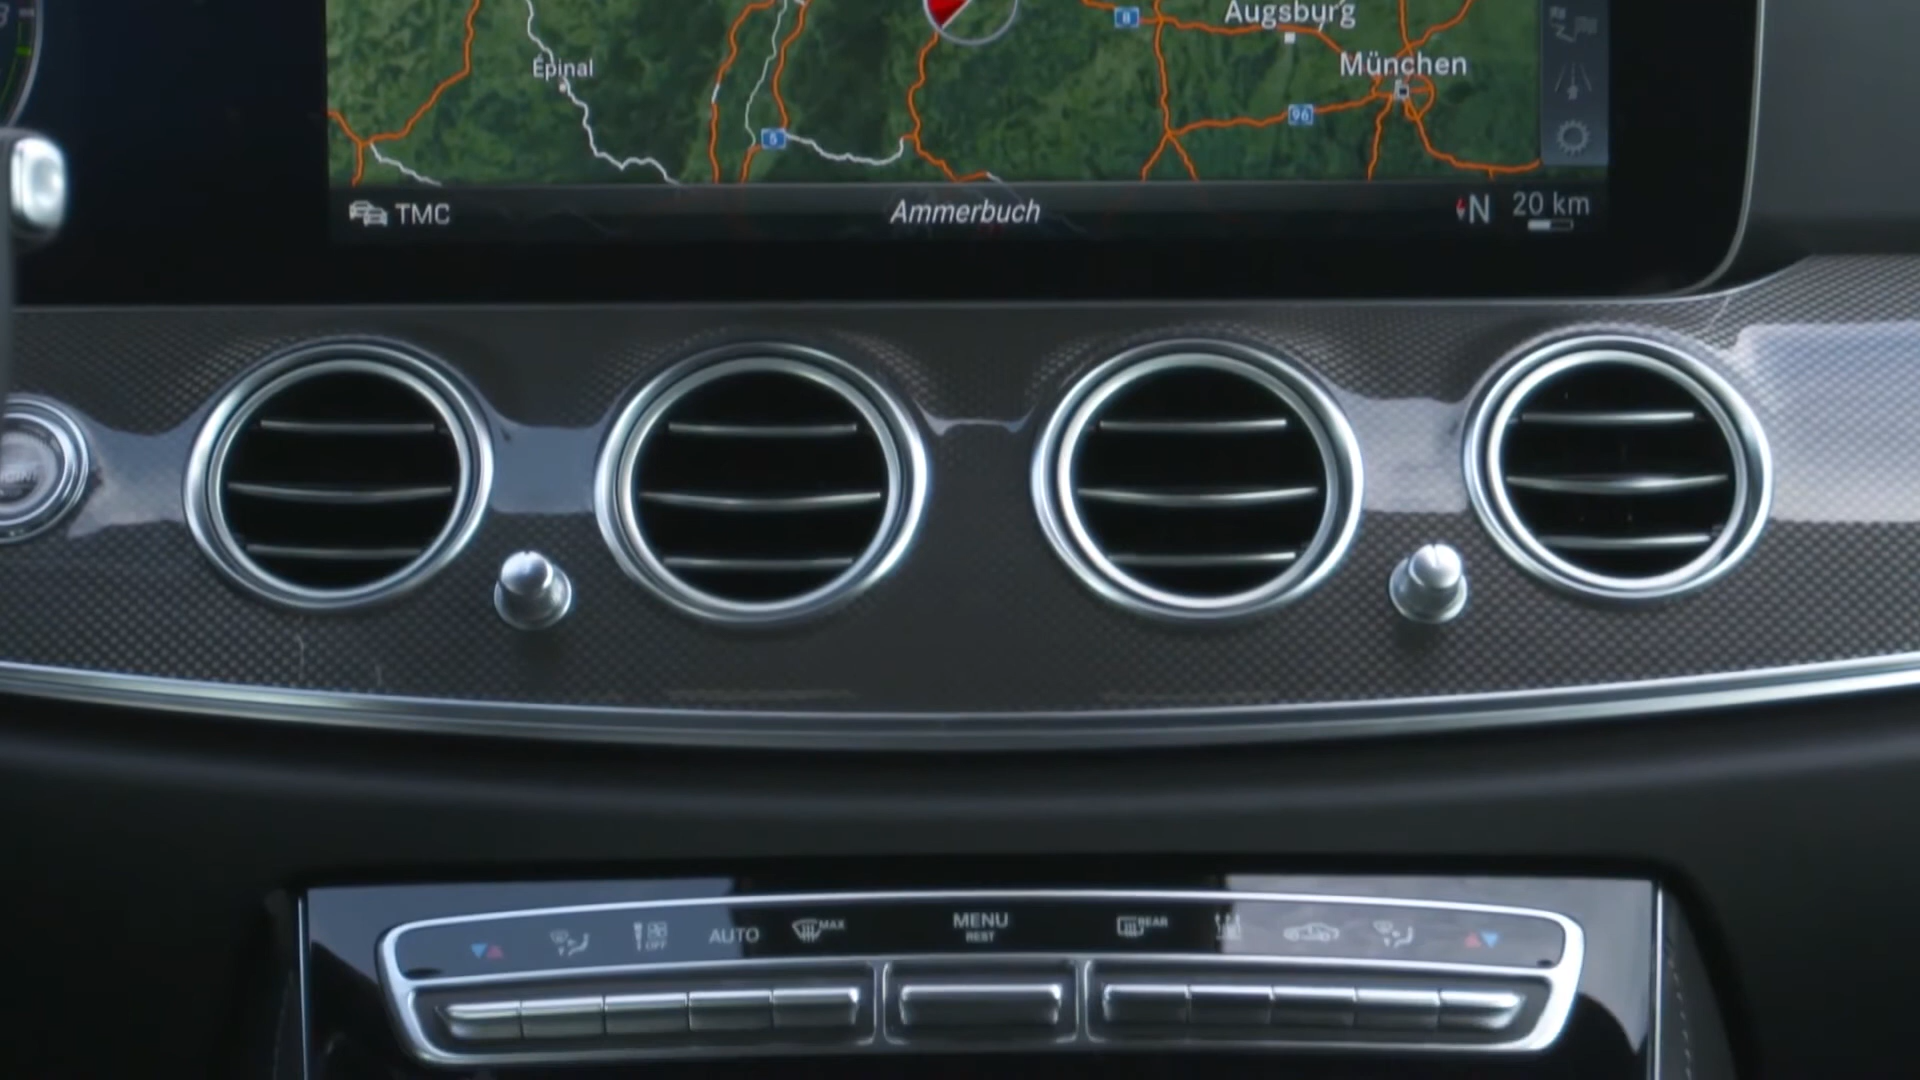 8
Augsburg
München
Épinal
96
5
TMC
Ammerbuch
N
20 km
AUTO
OFF
MAX
MENU
REST
REAR